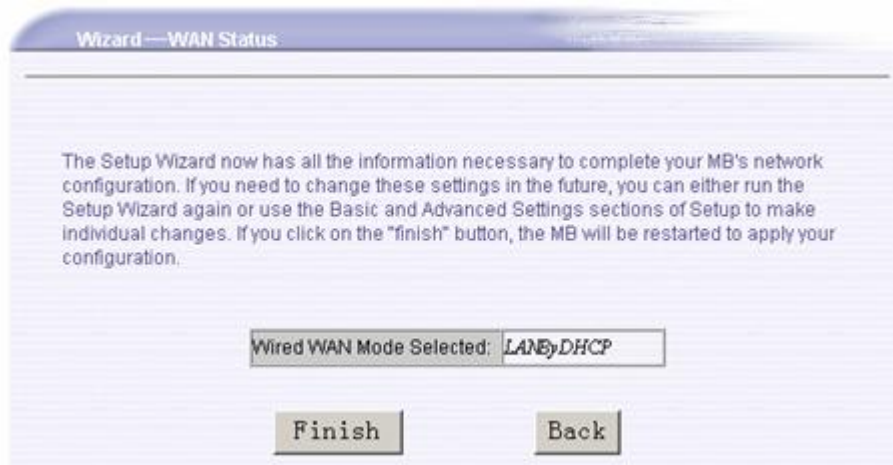 Wizard — WAN Status
The Setup Wizard now has all the information necessary to complete your MB's network
configuration. If you need to change these settings in the future, you can either run the
Setup Wizard again or use the Basic and Advanced Settings sections of Setup to make
individual changes. If you click on the "finish" button, the MB will be restarted to apply your
configuration.
Wired WAN Mode Selected: LANByDHCP
Finish Back